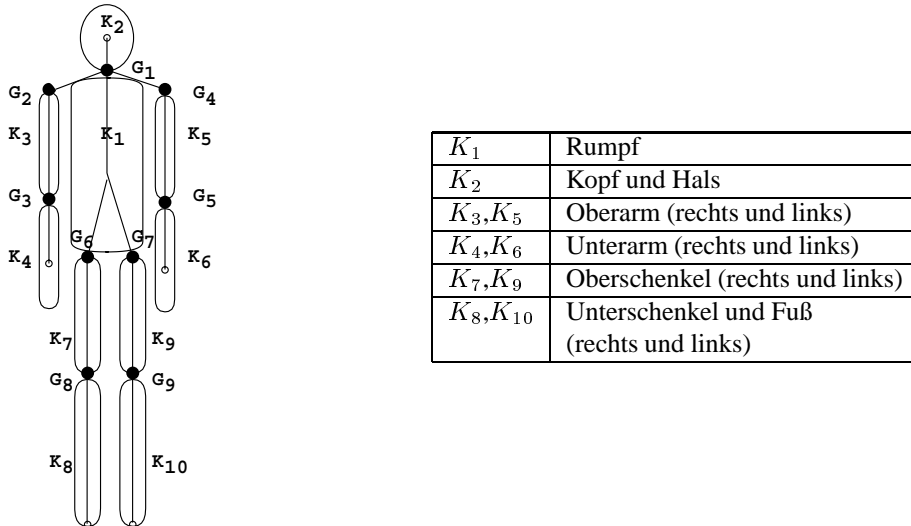 K2
G1
G2 G4
K3 K1 K5
G3 G5
G6 G7
K4 K6
K7 K9
G8 G9
K8 K10
K1 Rumpf
K2 Kopf und Hals
K3,K5 Oberarm (rechts und links)
K4,K6 Unterarm (rechts und links)
K7,K9 Oberschenkel (rechts und links)
K8,K10 Unterschenkel und Fuß
(rechts und links)